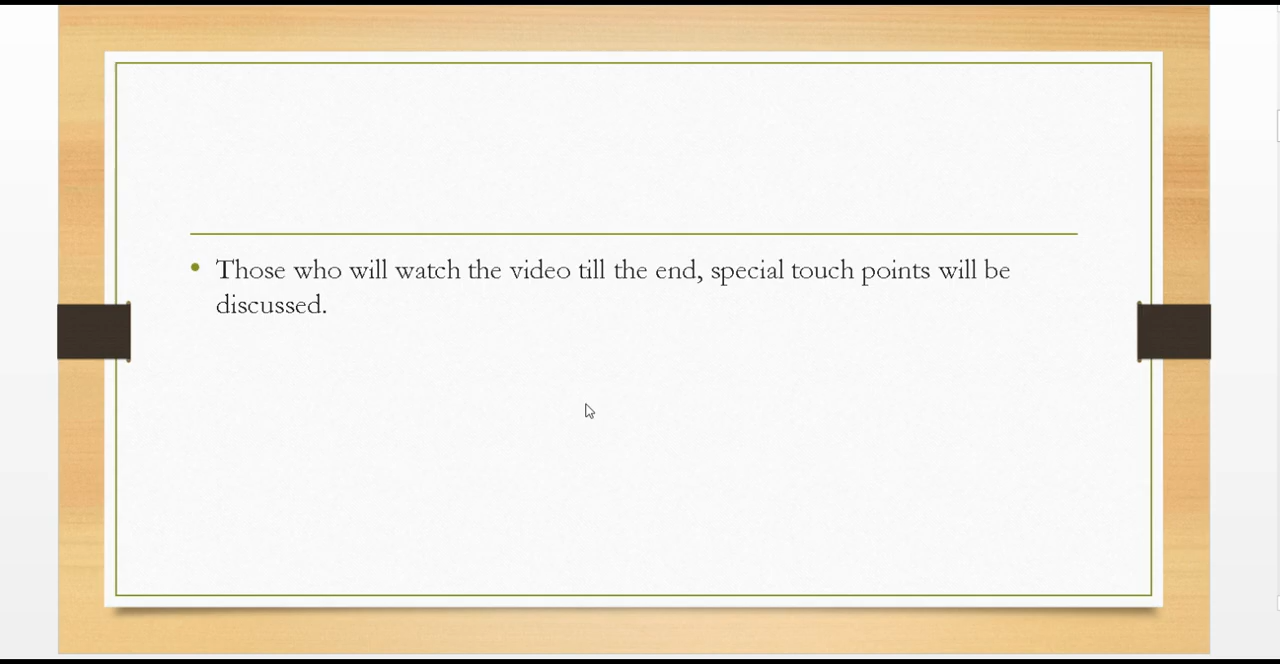 • Those who will watch the video till the end, special touch points will be
discussed.